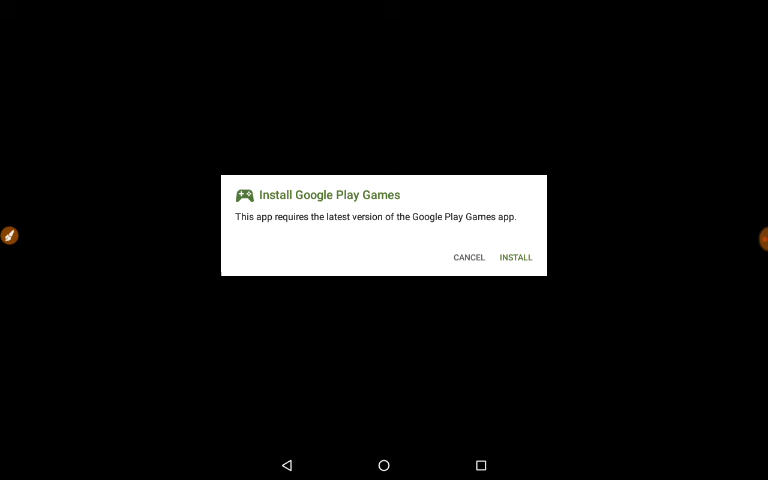 Install Google Play Games
This app requires the latest version of the Google Play Games app.
CANCEL INSTALL